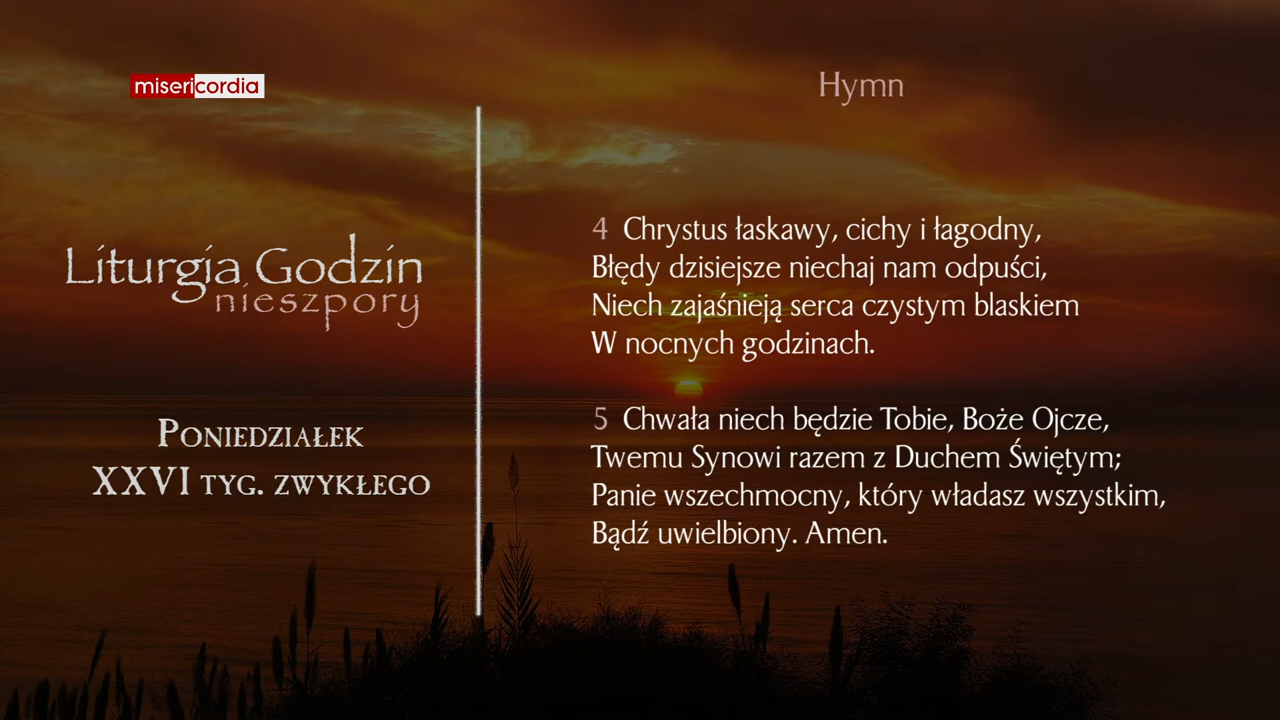 misericordia
Hymn
Liturgia Godzin
nieszpory
Poniedziałek
XXVI tyg. zwykłego
4 Chrystus łaskawy, cichy i łagodny,
Błędy dzisiejsze niechaj nam odpuści,
Niech zajaśnieją serca czystym blaskiem
W nocnych godzinach.
5 Chwała niech będzie Tobie, Boże Ojcze,
Twemu Synowi razem z Duchem Świętym;
Panie wszechmocny, który władasz wszystkim,
Bądź uwielbiony. Amen.